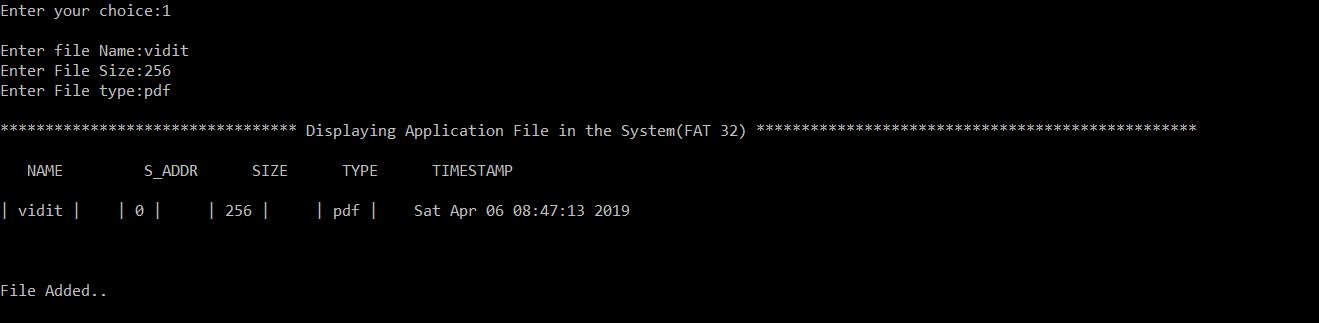 Enter your choice:1
Enter file Name:vidit
Enter File Size:256
Enter File type:pdf
********************************* Displaying Application File in the System(FAT 32) *************************************************
NAME S_ADDR SIZE TYPE TIMESTAMP
| vidit | | 0 | | 256 | | pdf | Sat Apr 06 08:47:13 2019
File Added..